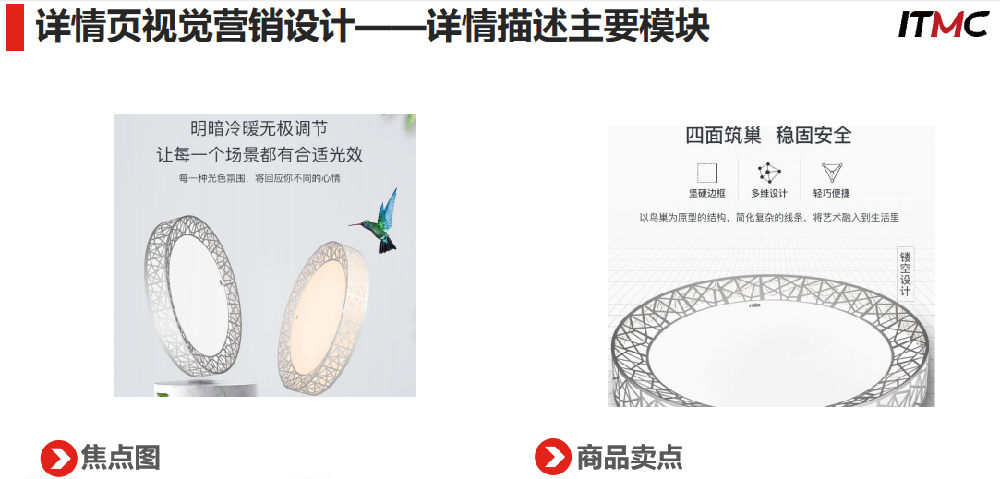 详情页视觉营销设计——详情描述主要模块
ITMC
明暗冷暖无极调节
让每一个场景都有合适光效
每一种光色氛围，将回应你不同的心情
四面筑巢 稳固安全
坚硬边框 多维设计 轻巧便捷
以鸟巢为原型的结构，简化复杂的线条，将艺术融入到生活里
镂空设计
焦点图
商品卖点